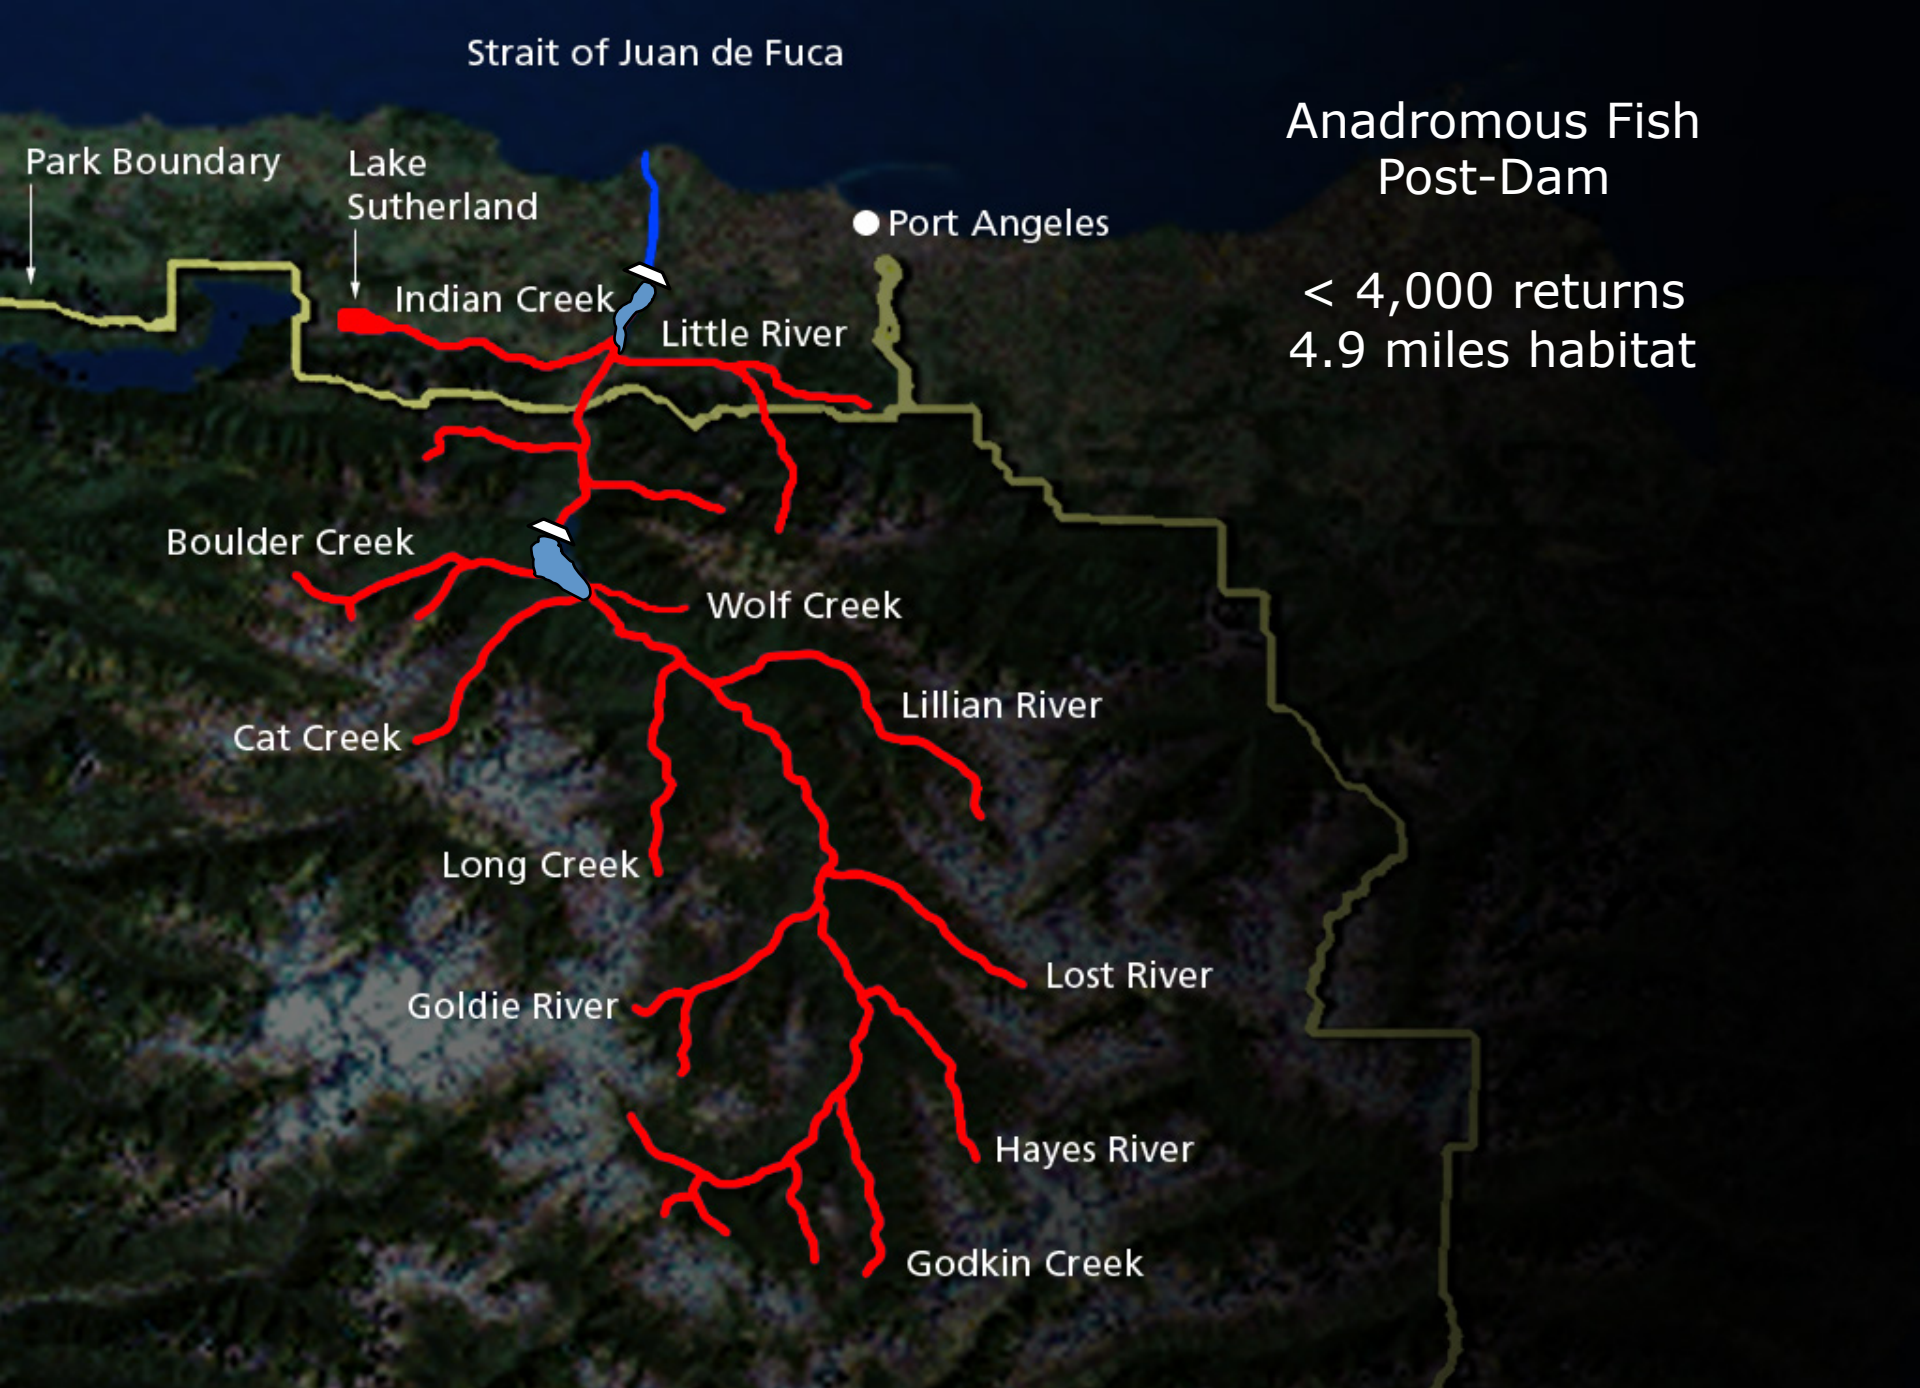 Strait of Juan de Fuca
Anadromous Fish
Post-Dam
< 4,000 returns
4.9 miles habitat
Park Boundary
Lake
Sutherland
Port Angeles
Indian Creek
Little River
Boulder Creek
Wolf Creek
Lillian River
Cat Creek
Long Creek
Lost River
Goldie River
Hayes River
Godkin Creek